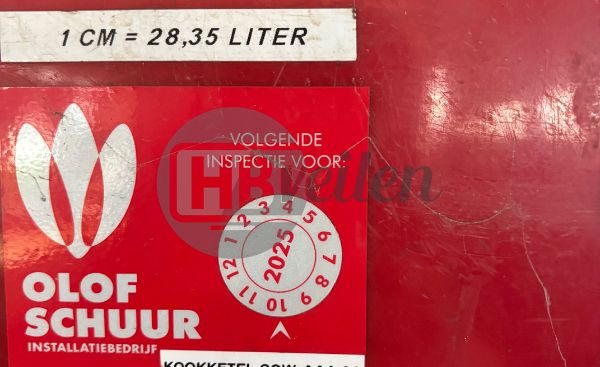 1 CM = 28,35 LITER
VOLGENDE
INSPECTIE VOOR:
HBVeilen
1 2 3 4 5 6 7 8 9 10 11 12
2025
OLOF
SCHUUR
INSTALLATIEBEDRIJF